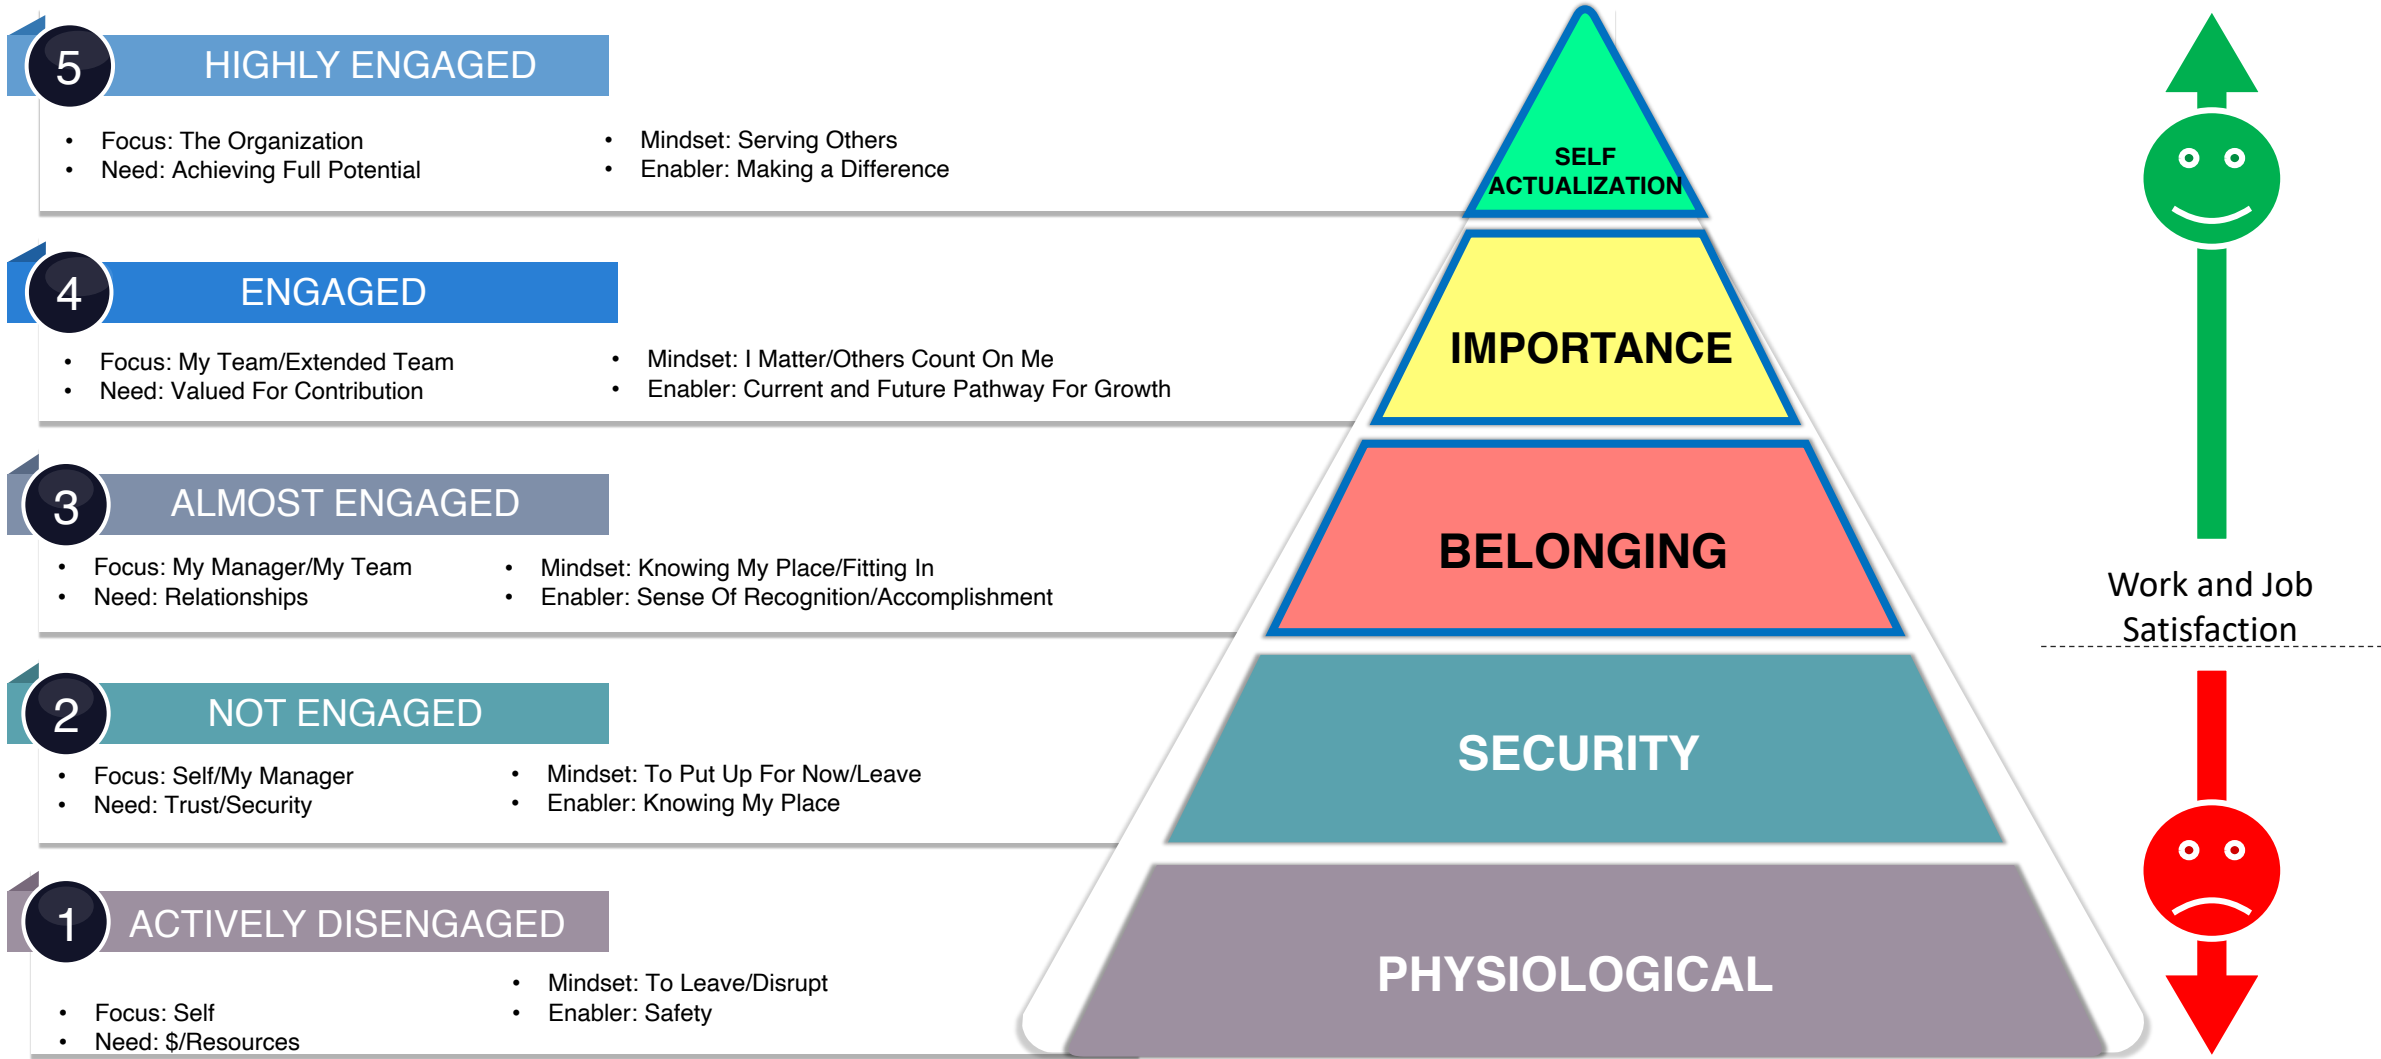 5
HIGHLY ENGAGED
• Focus: The Organization
• Need: Achieving Full Potential
• Mindset: Serving Others
• Enabler: Making a Difference
SELF
ACTUALIZATION
4
ENGAGED
• Focus: My Team/Extended Team
• Need: Valued For Contribution
• Mindset: I Matter/Others Count On Me
• Enabler: Current and Future Pathway For Growth
IMPORTANCE
3
ALMOST ENGAGED
• Focus: My Manager/My Team
• Need: Relationships
• Mindset: Knowing My Place/Fitting In
• Enabler: Sense Of Recognition/Accomplishment
BELONGING
Work and Job
Satisfaction
2
NOT ENGAGED
• Focus: Self/My Manager
• Need: Trust/Security
• Mindset: To Put Up For Now/Leave
• Enabler: Knowing My Place
SECURITY
1
ACTIVELY DISENGAGED
• Focus: Self
• Need: $/Resources
• Mindset: To Leave/Disrupt
• Enabler: Safety
PHYSIOLOGICAL